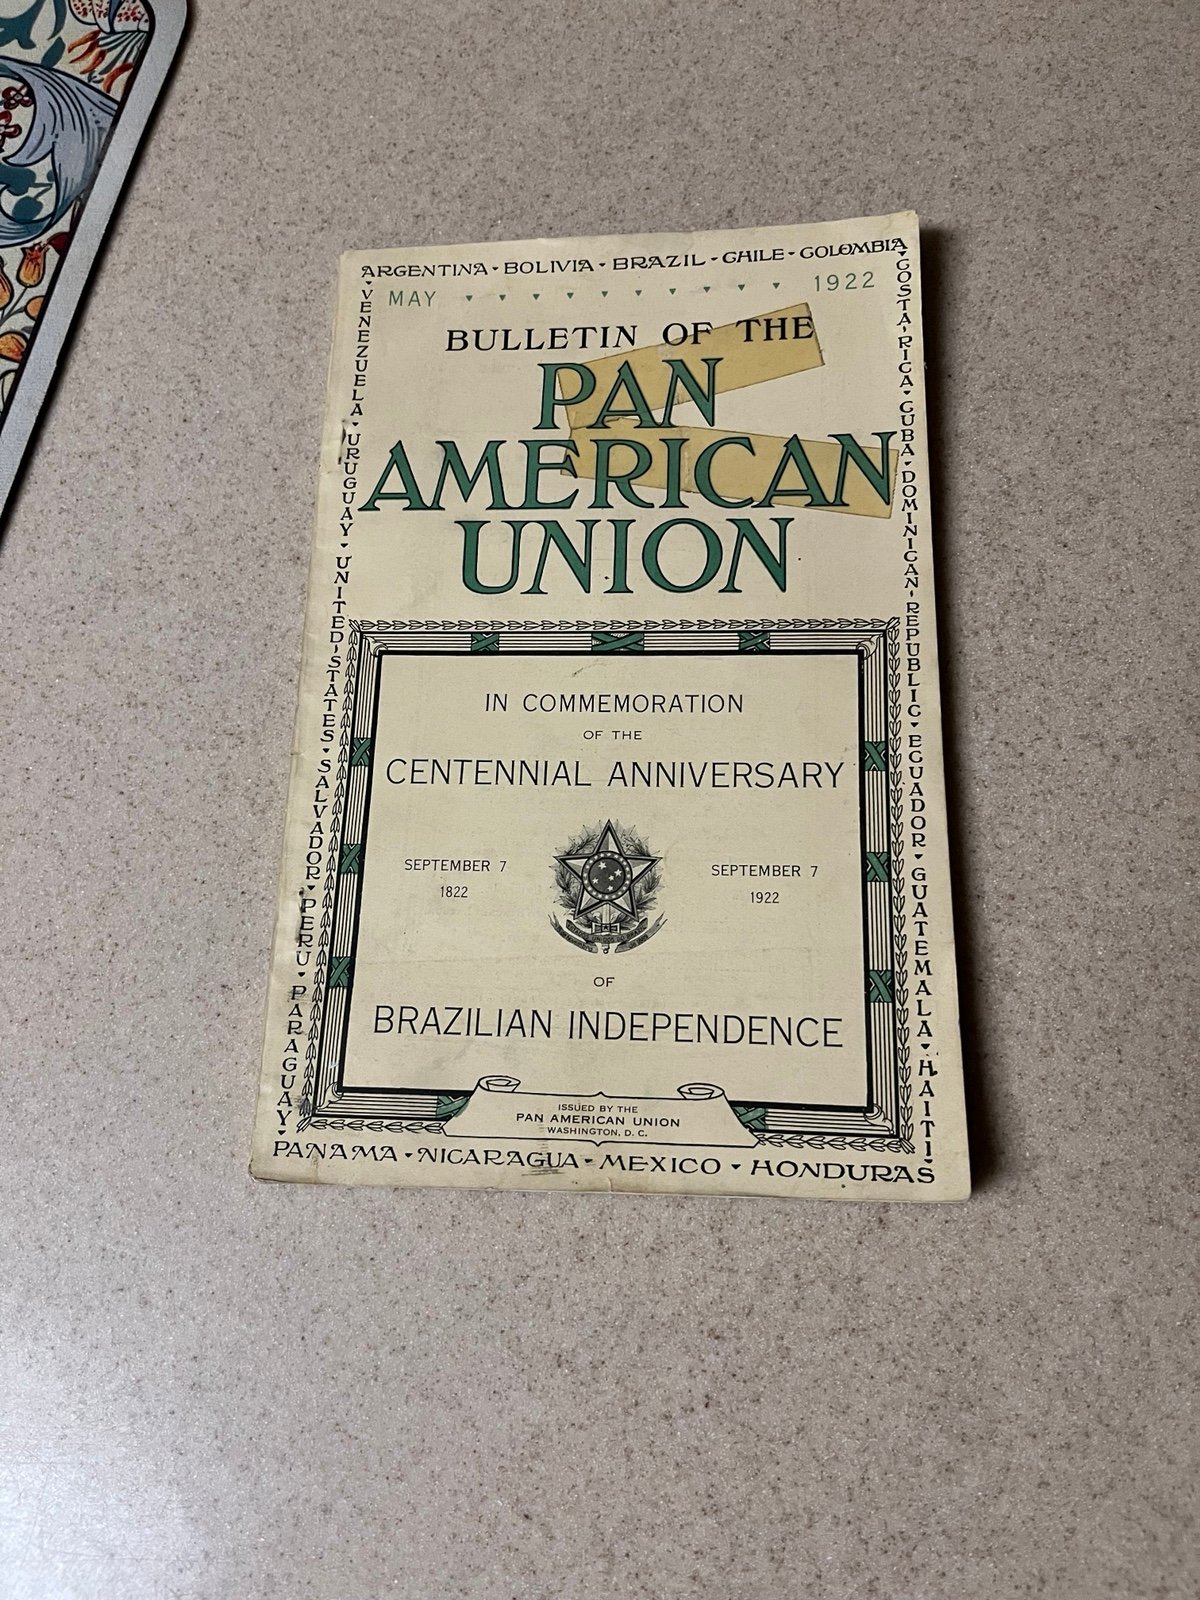 ARGENTINA ▾ BOLIVIA ▾ BRAZIL ▾ CHILE ▾ COLOMBIA
COSTA RICA ▾ CUBA ▾ DOMINICAN REPUBLIC ▾ ECUADOR ▾ GUATEMALA ▾ HAITI
VENEZUELA ▾ URUGUAY ▾ UNITED STATES ▾ SALVADOR ▾ PERU ▾ PARAGUAY
MAY 1922
BULLETIN OF THE
PAN
AMERICAN
UNION
IN COMMEMORATION
OF THE
CENTENNIAL ANNIVERSARY
SEPTEMBER 7 SEPTEMBER 7
1822 1922
OF
BRAZILIAN INDEPENDENCE
ISSUED BY THE
PAN AMERICAN UNION
WASHINGTON, D. C.
PANAMA ▾ NICARAGUA ▾ MEXICO ▾ HONDURAS